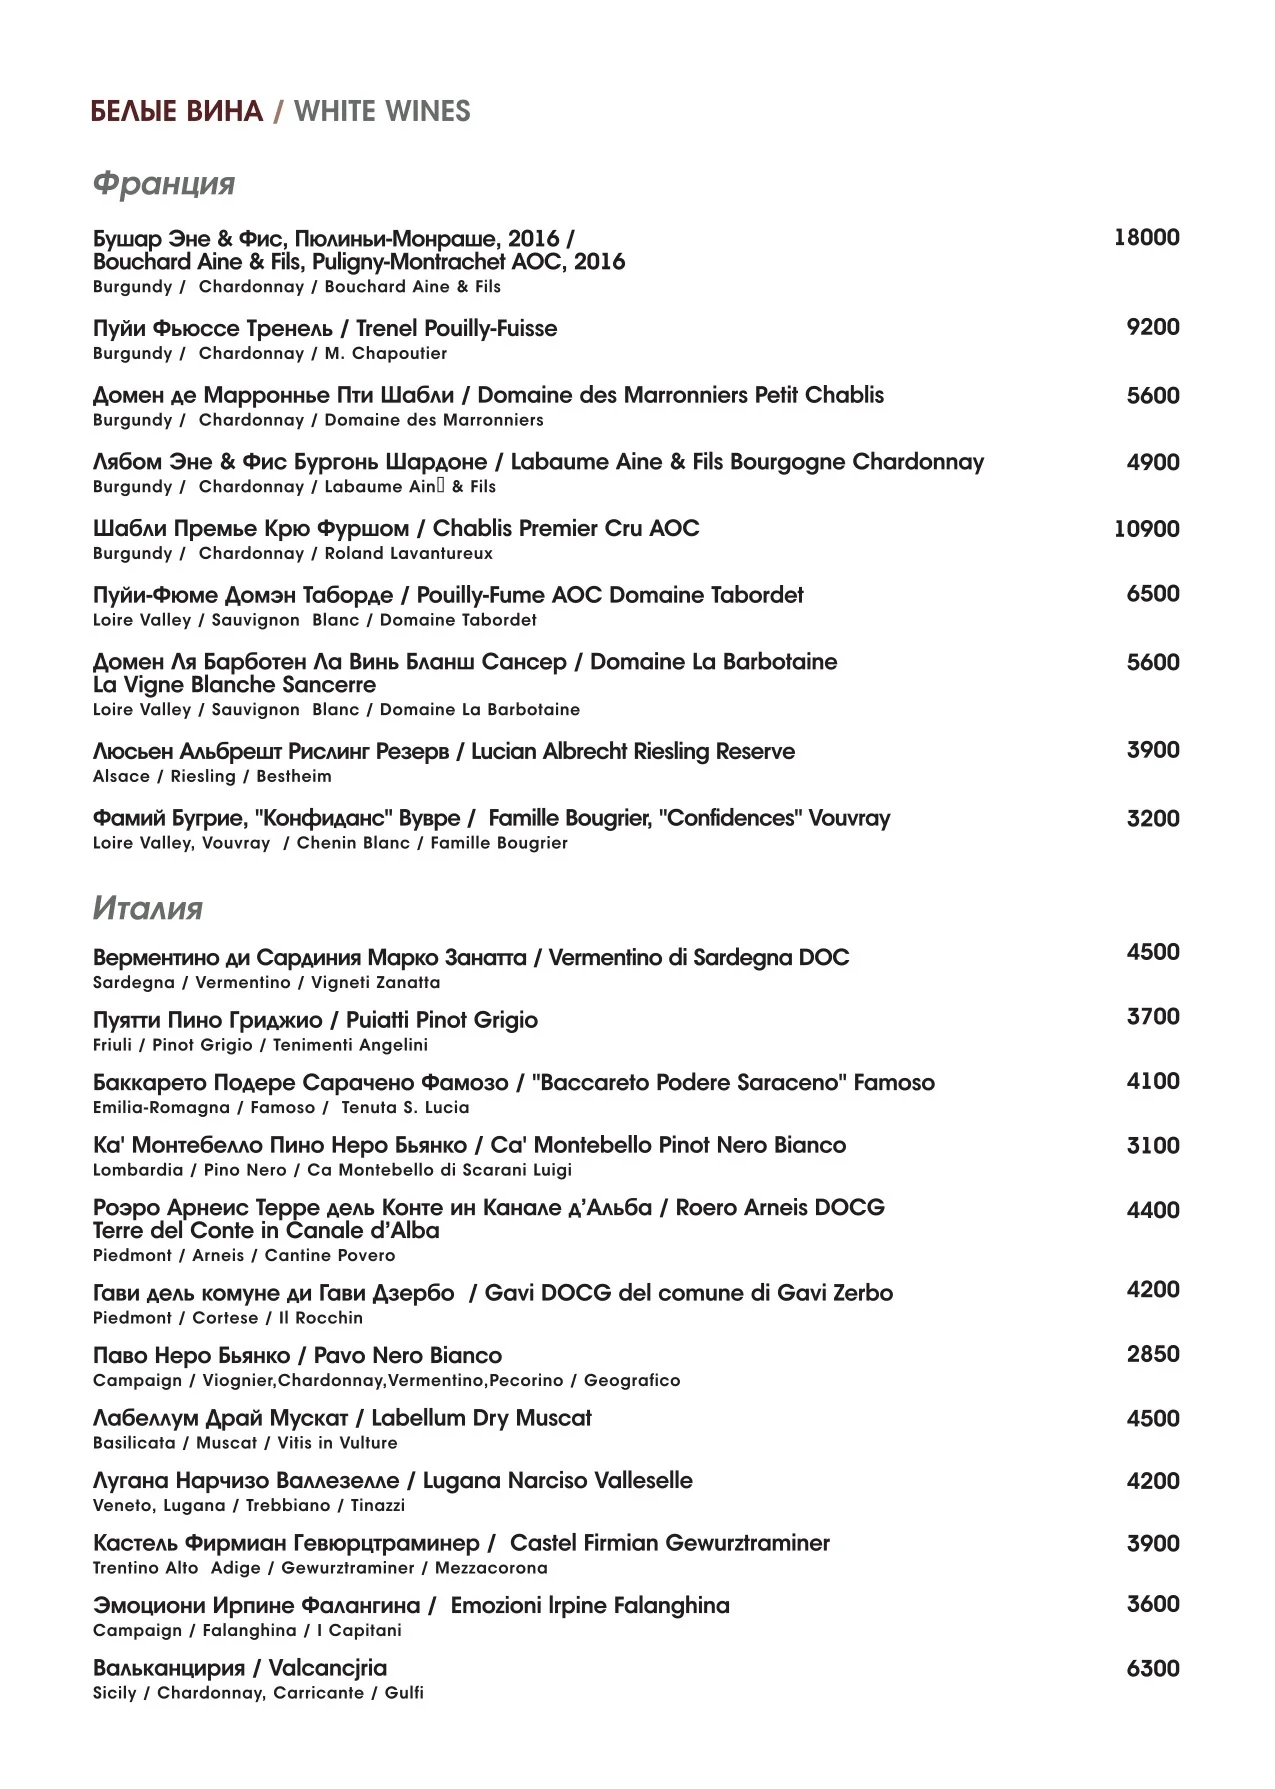 БЕЛЫЕ ВИНА / WHITE WINES
Франция
Бушар Эне & Фис, Пюлиньи-Монраше, 2016 / 18000
Bouchard Aine & Fils, Puligny-Montrachet AOC, 2016
Burgundy / Chardonnay / Bouchard Aine & Fils
Пуйи Фьюссе Тренель / Trenel Pouilly-Fuisse 9200
Burgundy / Chardonnay / M. Chapoutier
Домен де Марроннье Пти Шабли / Domaine des Marronniers Petit Chablis 5600
Burgundy / Chardonnay / Domaine des Marronniers
Лябом Эне & Фис Бургонь Шардоне / Labaume Aine & Fils Bourgogne Chardonnay 4900
Burgundy / Chardonnay / Labaume Ain▯ & Fils
Шабли Премье Крю Фуршом / Chablis Premier Cru AOC 10900
Burgundy / Chardonnay / Roland Lavantureux
Пуйи-Фюме Домэн Таборде / Pouilly-Fume AOC Domaine Tabordet 6500
Loire Valley / Sauvignon Blanc / Domaine Tabordet
Домен Ля Барботен Ла Винь Бланш Сансер / Domaine La Barbotaine 5600
La Vigne Blanche Sancerre
Loire Valley / Sauvignon Blanc / Domaine La Barbotaine
Люсьен Альбрешт Рислинг Резерв / Lucian Albrecht Riesling Reserve 3900
Alsace / Riesling / Bestheim
Фамий Бугрие, "Конфиданс" Вувре / Famille Bougrier, "Confidences" Vouvray 3200
Loire Valley, Vouvray / Chenin Blanc / Famille Bougrier
Италия
Верментино ди Сардиния Марко Занатта / Vermentino di Sardegna DOC 4500
Sardegna / Vermentino / Vigneti Zanatta
Пуятти Пино Гриджио / Puiatti Pinot Grigio 3700
Friuli / Pinot Grigio / Tenimenti Angelini
Баккарето Подере Сарачено Фамозо / "Baccareto Podere Saraceno" Famoso 4100
Emilia-Romagna / Famoso / Tenuta S. Lucia
Ка' Монтебелло Пино Неро Бьянко / Ca' Montebello Pinot Nero Bianco 3100
Lombardia / Pino Nero / Ca Montebello di Scarani Luigi
Роэро Арнеис Терре дель Конте ин Канале д’Альба / Roero Arneis DOCG 4400
Terre del Conte in Canale d’Alba
Piedmont / Arneis / Cantine Povero
Гави дель комуне ди Гави Дзербо / Gavi DOCG del comune di Gavi Zerbo 4200
Piedmont / Cortese / Il Rocchin
Паво Неро Бьянко / Pavo Nero Bianco 2850
Campaign / Viognier,Chardonnay,Vermentino,Pecorino / Geografico
Лабеллум Драй Мускат / Labellum Dry Muscat 4500
Basilicata / Muscat / Vitis in Vulture
Лугана Нарчизо Валлезелле / Lugana Narciso Valleselle 4200
Veneto, Lugana / Trebbiano / Tinazzi
Кастель Фирмиан Гевюрцтраминер / Castel Firmian Gewurztraminer 3900
Trentino Alto Adige / Gewurztraminer / Mezzacorona
Эмоциони Ирпине Фалангина / Emozioni Irpine Falanghina 3600
Campaign / Falanghina / I Capitani
Вальканцирия / Valcancjria 6300
Sicily / Chardonnay, Carricante / Gulfi